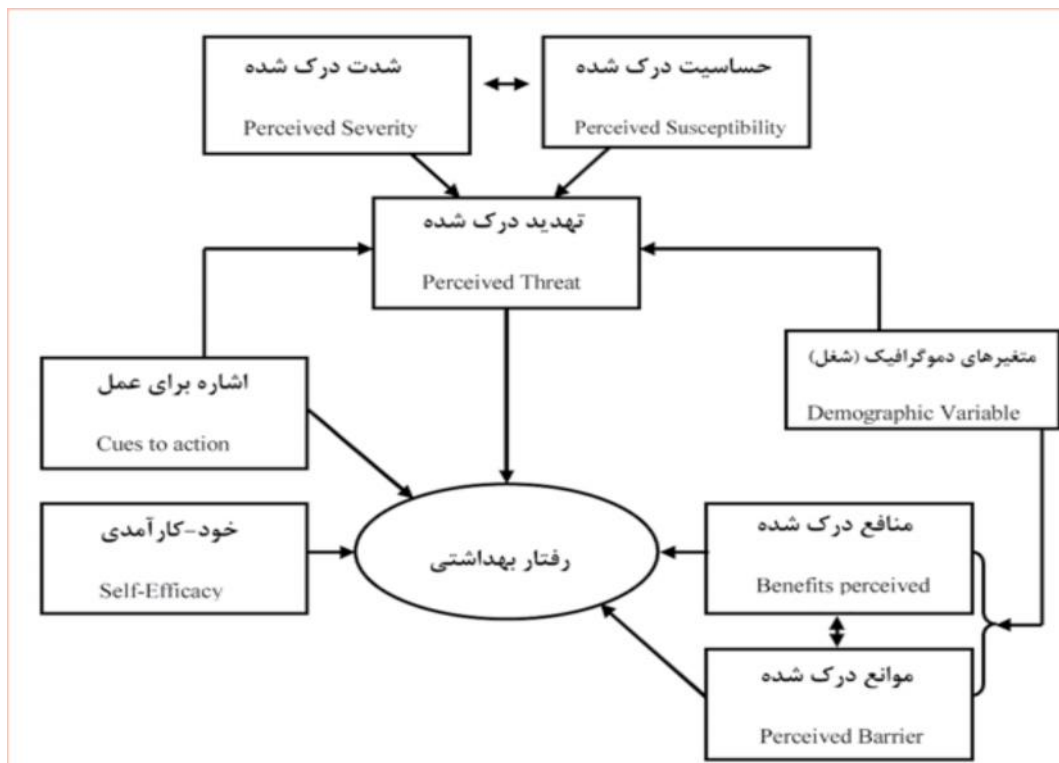 شدت درک شده
Perceived Severity
حساسیت درک شده
Perceived Susceptibility
تهدید درک شده
Perceived Threat
متغیرهای دموگرافیک (شغل)
Demographic Variable
اشاره برای عمل
Cues to action
خود-کارآمدی
Self-Efficacy
رفتار بهداشتی
منافع درک شده
Benefits perceived
موانع درک شده
Perceived Barrier